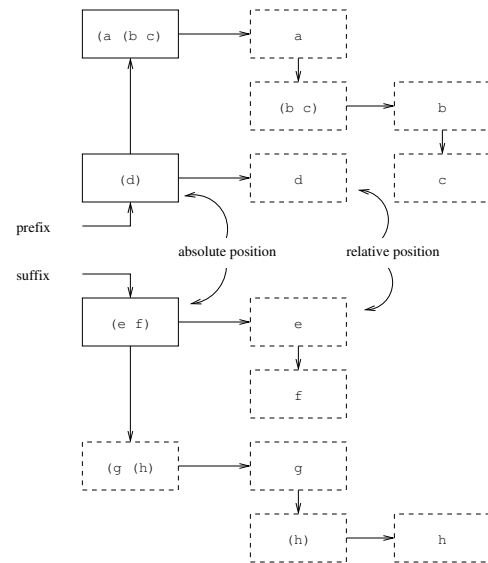 (a (b c) a
(b c) b
(d) d c
prefix
absolute position relative position
suffix
(e f) e
f
(g (h) g
(h) h